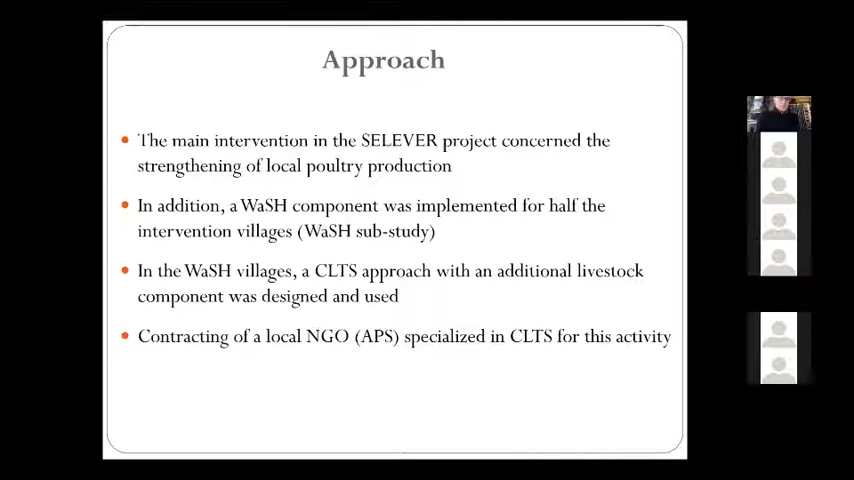 Approach
• The main intervention in the SELEVER project concerned the
strengthening of local poultry production
• In addition, a WaSH component was implemented for half the
intervention villages (WaSH sub-study)
• In the WaSH villages, a CLTS approach with an additional livestock
component was designed and used
• Contracting of a local NGO (APS) specialized in CLTS for this activity